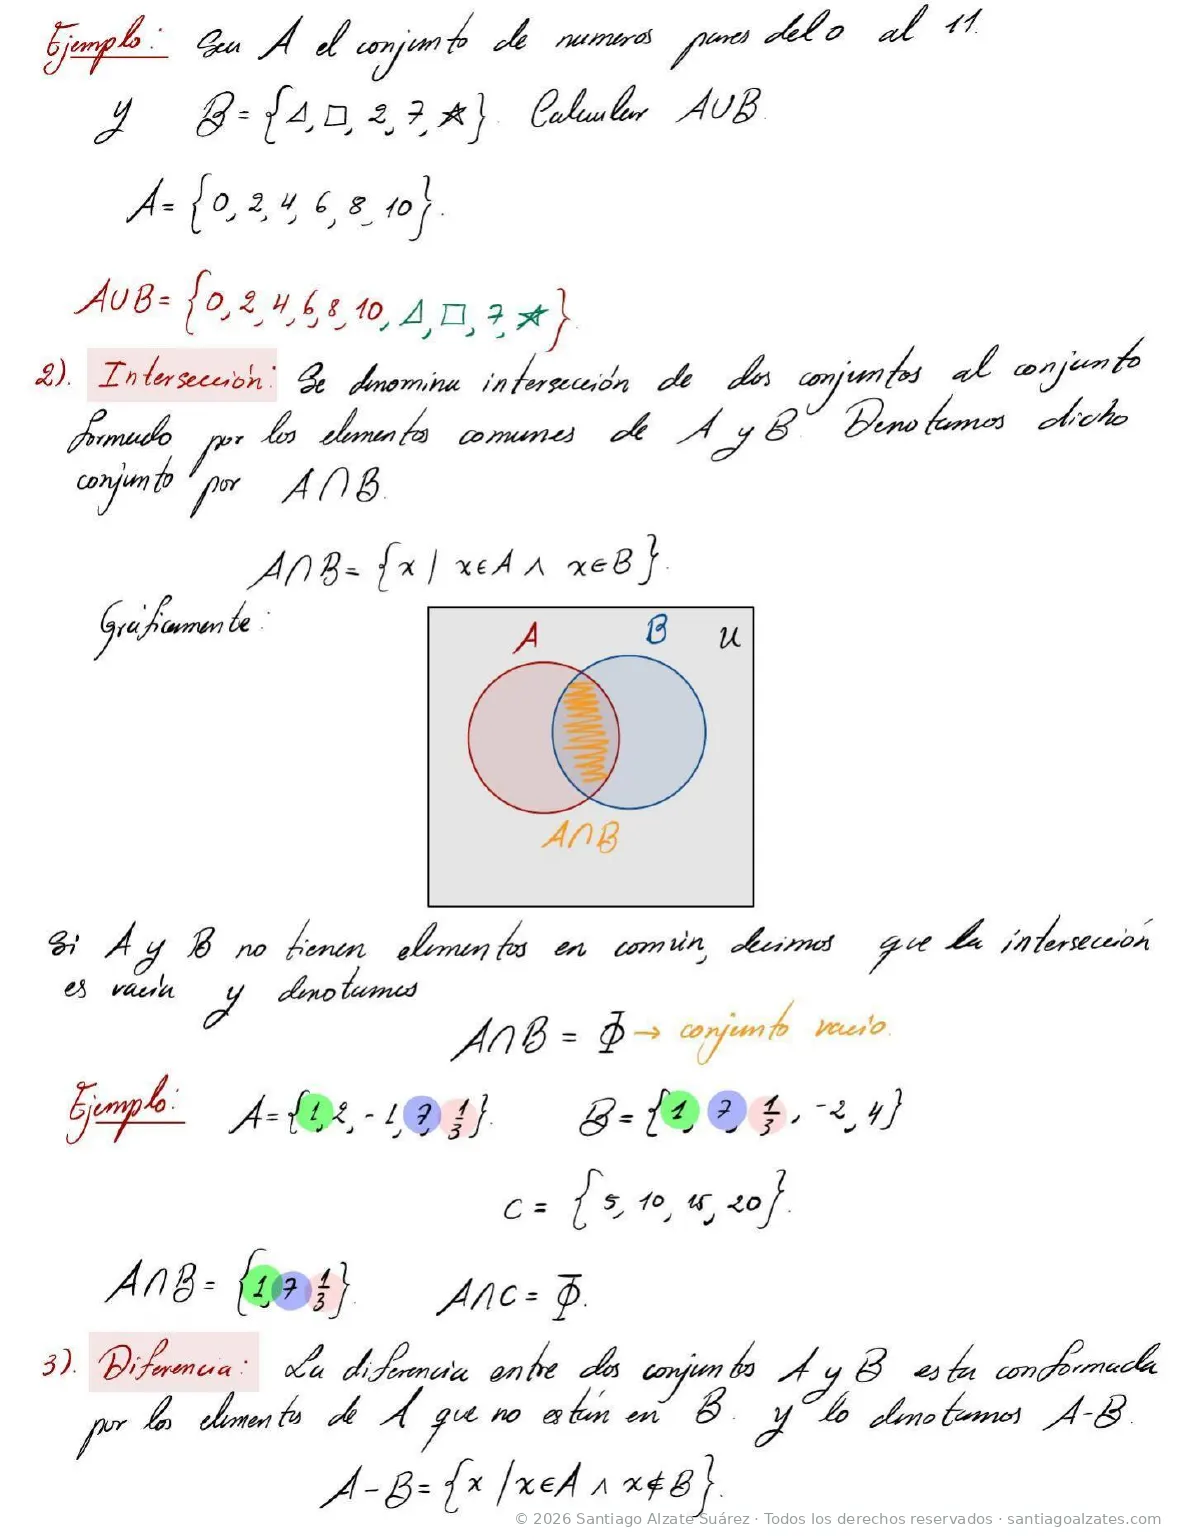 Ejemplo: Sea A el conjunto de numeros pares del 0 al 11.
y B = {△, □, 2, 7, ☆}. Calcular A∪B.
A = {0, 2, 4, 6, 8, 10}.
A∪B = {0, 2, 4, 6, 8, 10, △, □, 7, ☆}.
2). Intersección: Se denomina intersección de dos conjuntos al conjunto
formado por los elementos comunes de A y B. Denotamos dicho
conjunto por A∩B.
A∩B = {x | x∈A ∧ x∈B}.
Gráficamente:
A B U
A∩B
Si A y B no tienen elementos en común, decimos que la intersección
es vacía y denotamos
A∩B = Φ → conjunto vacío.
Ejemplo: A = {1, 2, -1, 7, 1/3}. B = {1, 7, 1/3, -2, 4}
C = {5, 10, 15, 20}.
A∩B = {1, 7 1/3}. A∩C = Φ.
3). Diferencia: La diferencia entre dos conjuntos A y B esta conformada
por los elementos de A que no están en B. y lo denotamos A-B.
A-B = {x | x∈A ∧ x∉B}.
© 2026 Santiago Alzate Suárez · Todos los derechos reservados · santiagoalzates.com